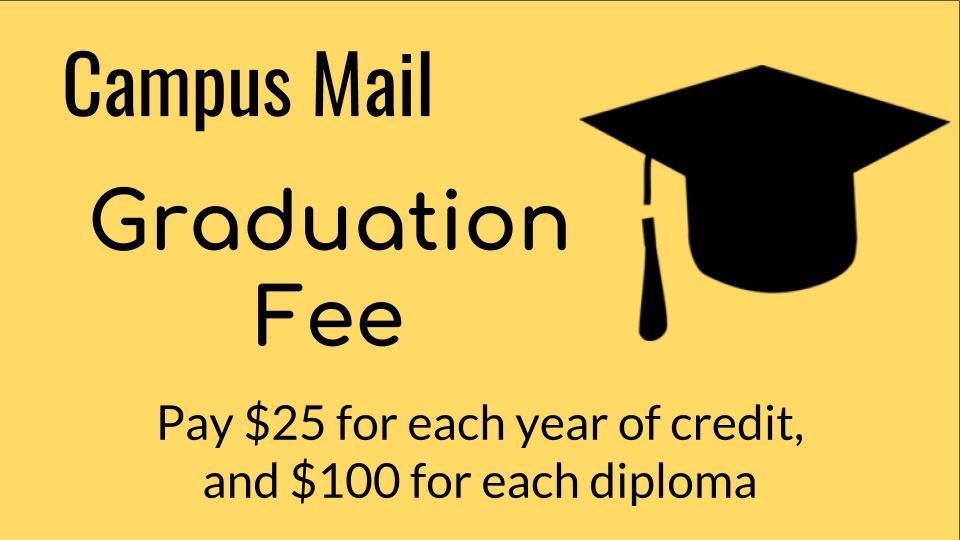 Campus Mail
Graduation
Fee
Pay $25 for each year of credit,
and $100 for each diploma